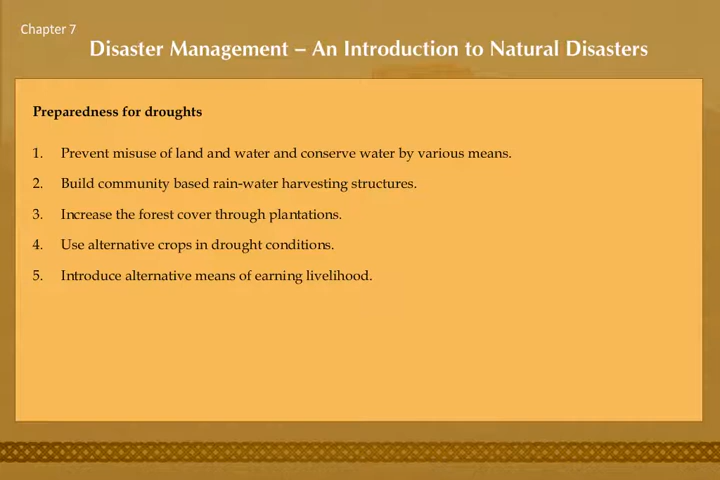 Chapter 7
Disaster Management – An Introduction to Natural Disasters
Preparedness for droughts
1. Prevent misuse of land and water and conserve water by various means.
2. Build community based rain-water harvesting structures.
3. Increase the forest cover through plantations.
4. Use alternative crops in drought conditions.
5. Introduce alternative means of earning livelihood.